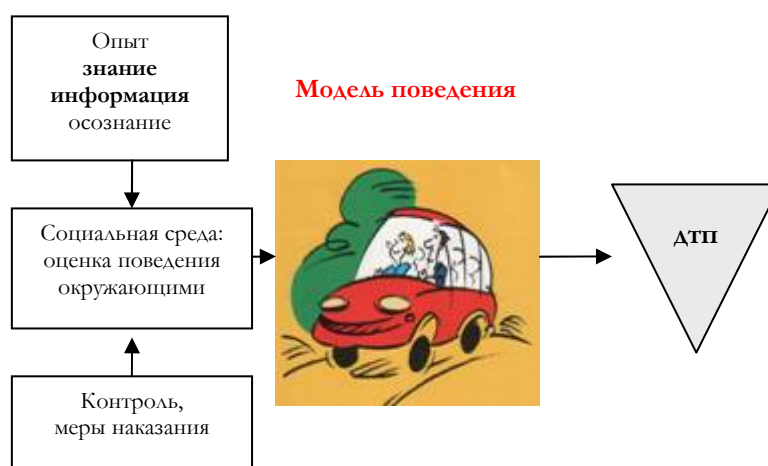 Опыт
знание
информация
осознание
Модель поведения
Социальная среда:
оценка поведения
окружающими
ДТП
Контроль,
меры наказания